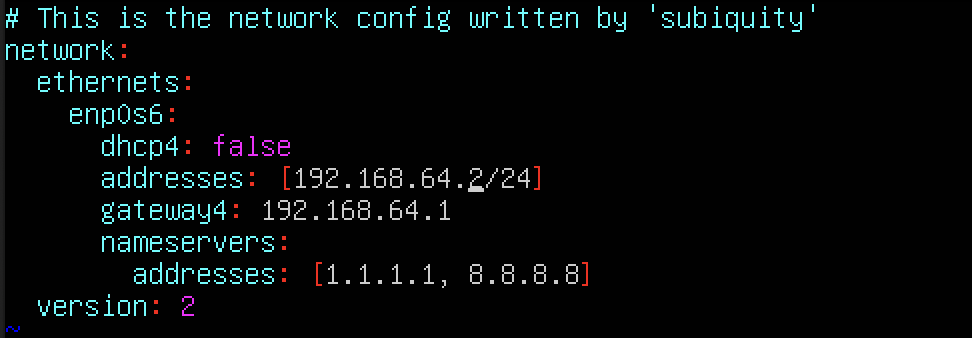 # This is the network config written by 'subiquity'
network:
  ethernets:
    enp0s6:
      dhcp4: false
      addresses: [192.168.64.2/24]
      gateway4: 192.168.64.1
      nameservers:
        addresses: [1.1.1.1, 8.8.8.8]
  version: 2
~